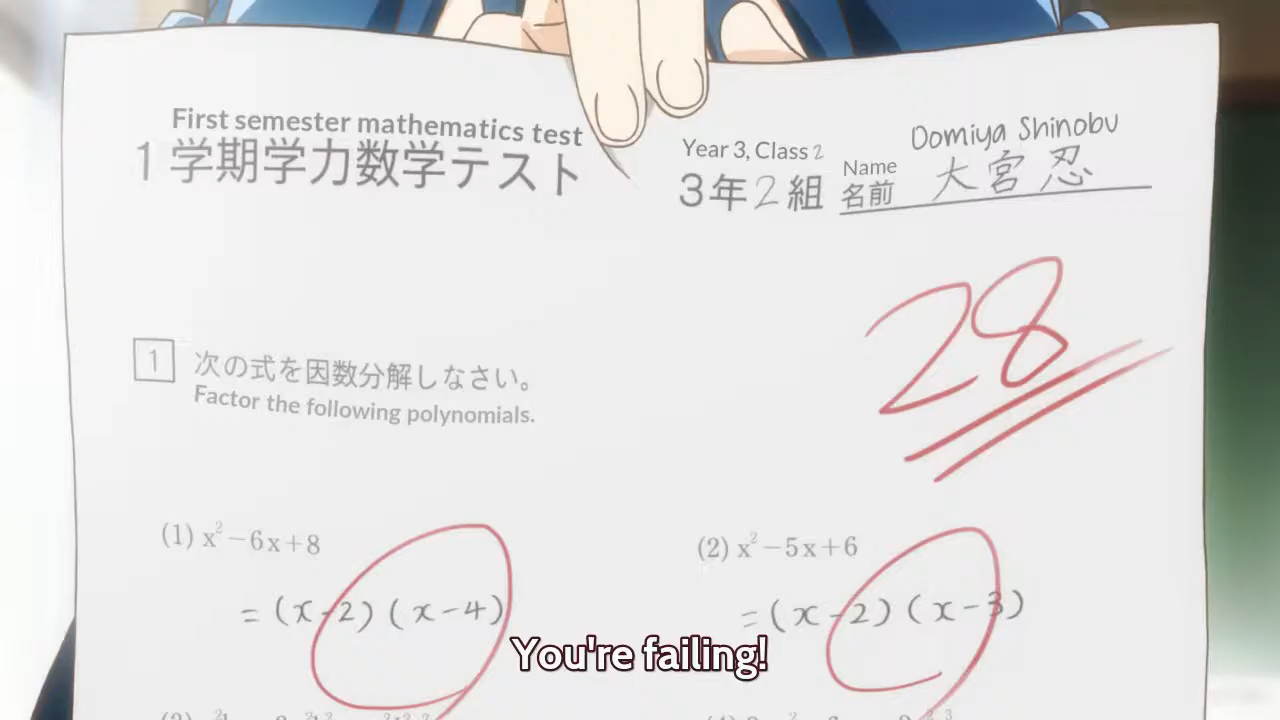 First semester mathematics test
1学期学力数学テスト
Year 3, Class 2
3年2組
Name
名前
Oomiya Shinobu
大宮忍
28
1 次の式を因数分解しなさい。
Factor the following polynomials.
(1) x² − 6x + 8
= (x-2)(x-4)
(2) x² − 5x + 6
= (x-2)(x-3)
You're failing!